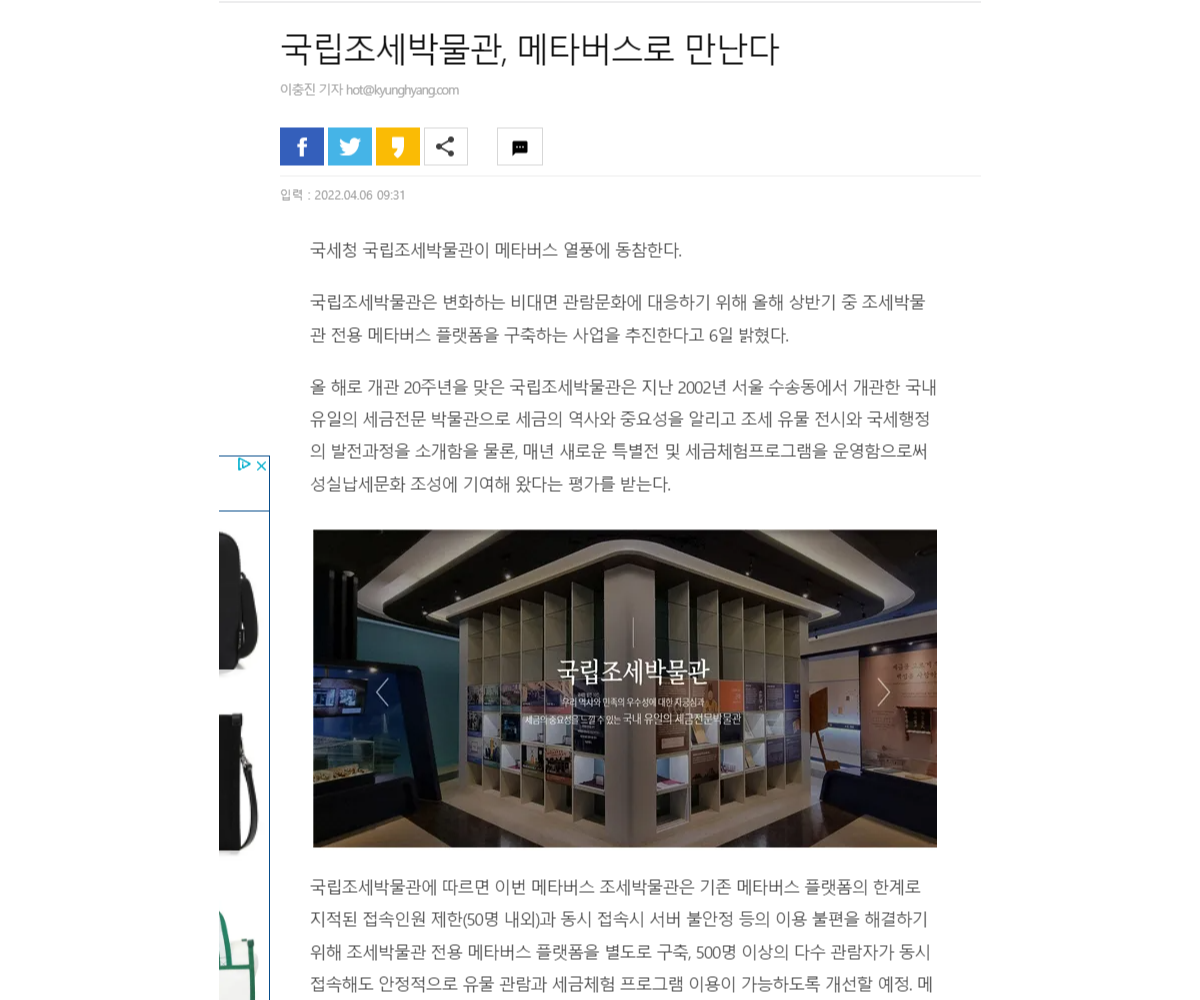 국립조세박물관, 메타버스로 만난다
이충진 기자 hot@kyunghyang.com
입력 : 2022.04.06 09:31
국세청 국립조세박물관이 메타버스 열풍에 동참한다.
국립조세박물관은 변화하는 비대면 관람문화에 대응하기 위해 올해 상반기 중 조세박물
관 전용 메타버스 플랫폼을 구축하는 사업을 추진한다고 6일 밝혔다.
올 해로 개관 20주년을 맞은 국립조세박물관은 지난 2002년 서울 수송동에서 개관한 국내
유일의 세금전문 박물관으로 세금의 역사와 중요성을 알리고 조세 유물 전시와 국세행정
의 발전과정을 소개함을 물론, 매년 새로운 특별전 및 세금체험프로그램을 운영함으로써
성실납세문화 조성에 기여해 왔다는 평가를 받는다.
국립조세박물관
우리 역사와 민족의 우수성에 대한 자긍심과
세금의 중요성을 느낄 수 있는 국내 유일의 세금전문박물관
국립조세박물관에 따르면 이번 메타버스 조세박물관은 기존 메타버스 플랫폼의 한계로
지적된 접속인원 제한(50명 내외)과 동시 접속시 서버 불안정 등의 이용 불편을 해결하기
위해 조세박물관 전용 메타버스 플랫폼을 별도로 구축, 500명 이상의 다수 관람자가 동시
접속해도 안정적으로 유물 관람과 세금체험 프로그램 이용이 가능하도록 개선할 예정. 메